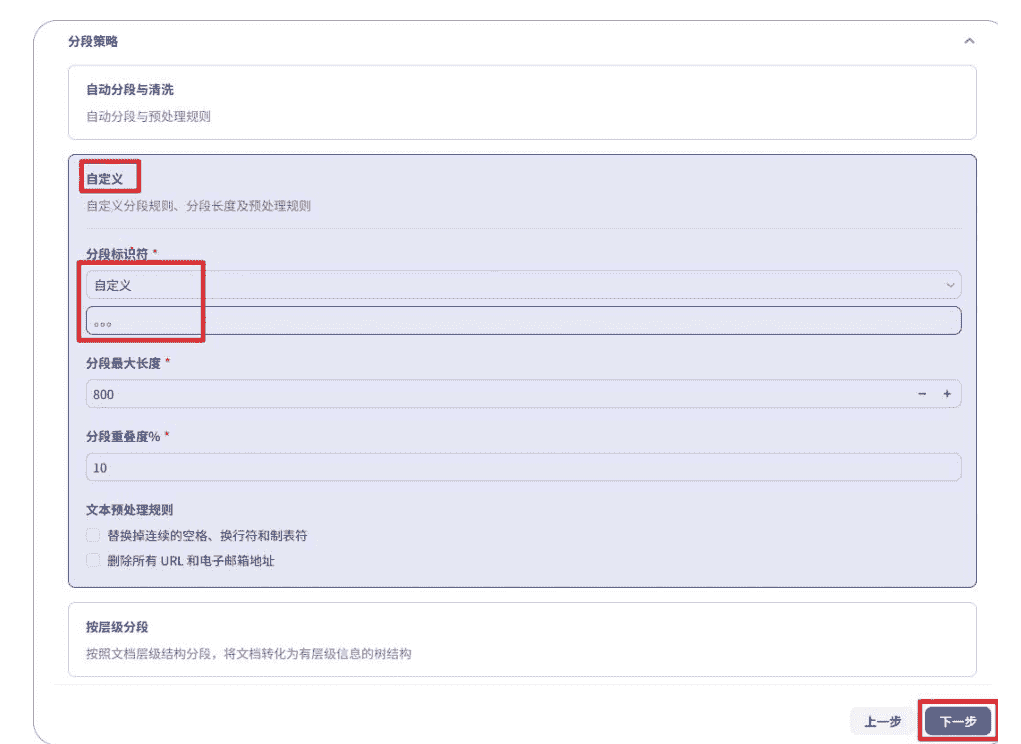 分段策略
自动分段与清洗
自动分段与预处理规则
自定义
自定义分段规则、分段长度及预处理规则
分段标识符 *
自定义
。。。
分段最大长度 *
800 − +
分段重叠度% *
10
文本预处理规则
替换掉连续的空格、换行符和制表符
删除所有 URL 和电子邮箱地址
按层级分段
按照文档层级结构分段，将文档转化为有层级信息的树结构
上一步 下一步